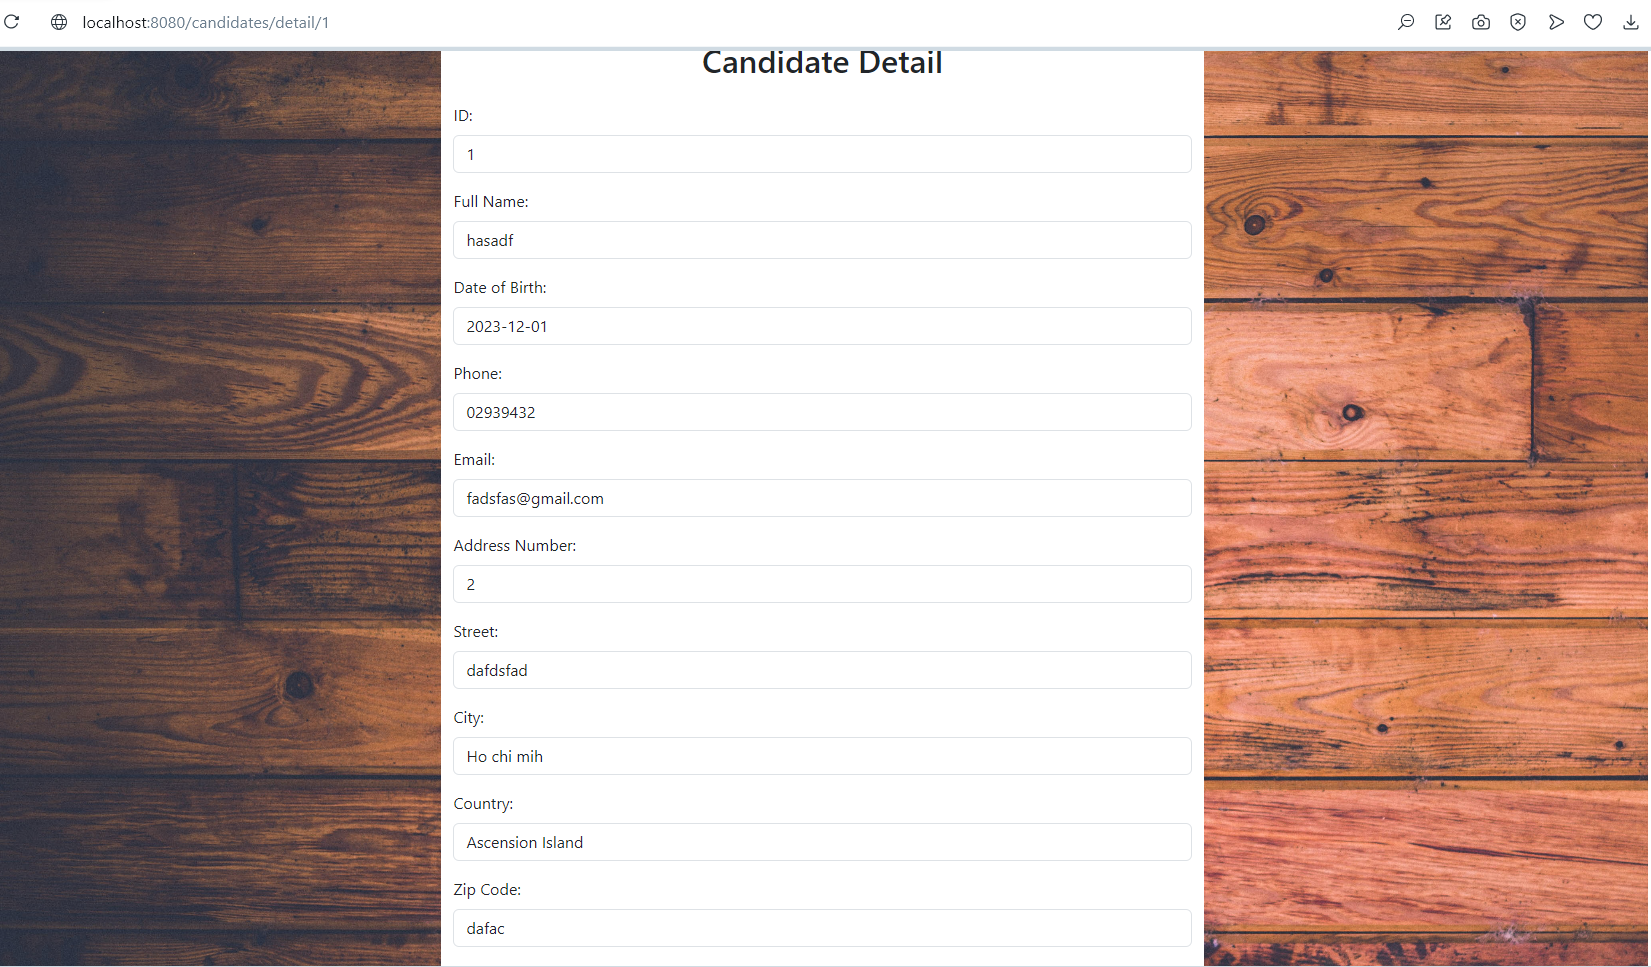 localhost:8080/candidates/detail/1
Candidate Detail
ID:
1
Full Name:
hasadf
Date of Birth:
2023-12-01
Phone:
02939432
Email:
fadsfas@gmail.com
Address Number:
2
Street:
dafdsfad
City:
Ho chi mih
Country:
Ascension Island
Zip Code:
dafac